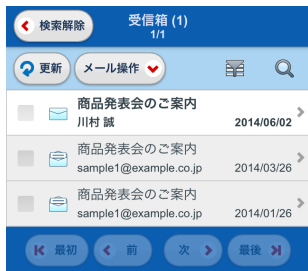 検索解除
受信箱 (1)
1/1
更新
メール操作
商品発表会のご案内
川村 誠
2014/06/02
商品発表会のご案内
sample1@example.co.jp
2014/03/26
商品発表会のご案内
sample1@example.co.jp
2014/01/26
最初
前
次
最後